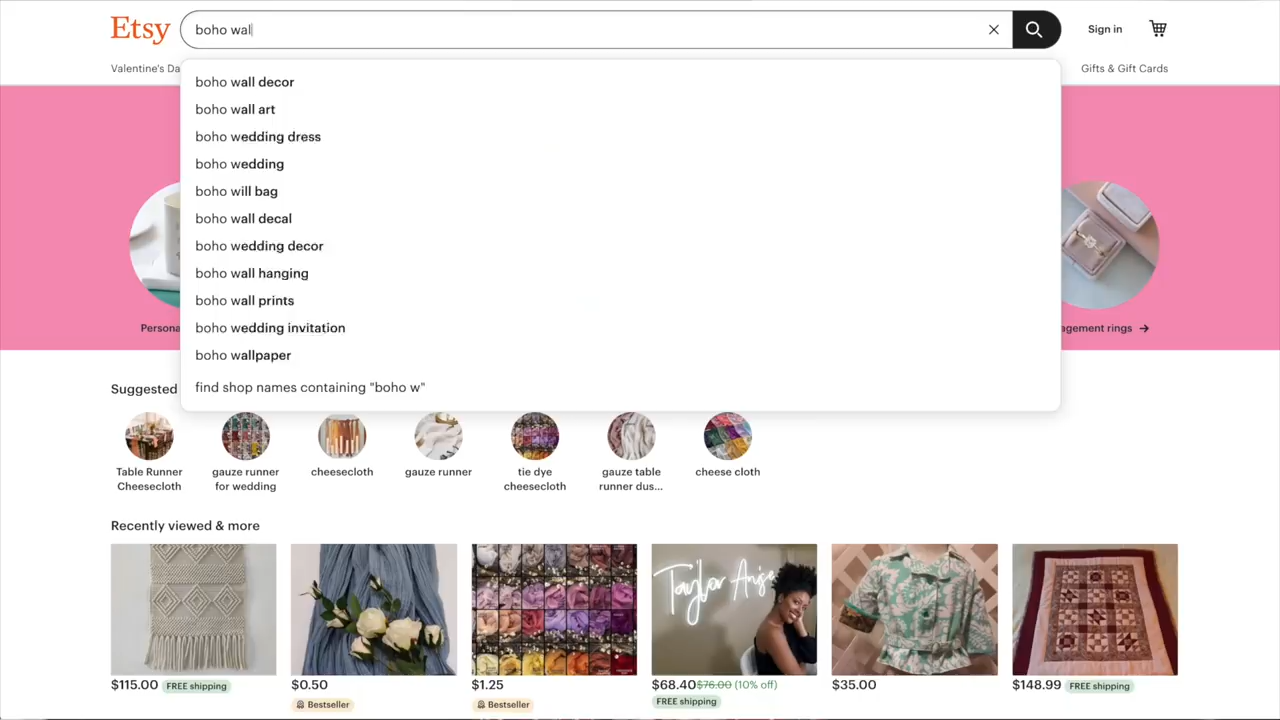 Etsy
boho wal
Sign in
Valentine's Da
Gifts & Gift Cards
boho wall decor
boho wall art
boho wedding dress
boho wedding
boho will bag
boho wall decal
boho wedding decor
boho wall hanging
boho wall prints
boho wedding invitation
boho wallpaper
find shop names containing "boho w"
Persona
agement rings →
Suggested
Table Runner
Cheesecloth
gauze runner
for wedding
cheesecloth
gauze runner
tie dye
cheesecloth
gauze table
runner dus...
cheese cloth
Recently viewed & more
Taylor Anise
$115.00 FREE shipping
$0.50
Bestseller
$1.25
Bestseller
$68.40 $76.00 (10% off)
FREE shipping
$35.00
$148.99 FREE shipping